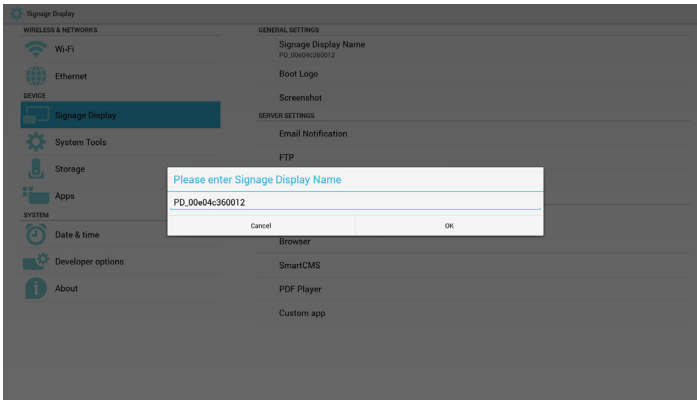 Signage Display
WIRELESS & NETWORKS
Wi-Fi
Ethernet
DEVICE
Signage Display
System Tools
Storage
Apps
SYSTEM
Date & time
Developer options
About
GENERAL SETTINGS
Signage Display Name
PD_00e04c360012
Boot Logo
Screenshot
SERVER SETTINGS
Email Notification
FTP
Please enter Signage Display Name
PD_00e04c360012
Cancel
OK
Browser
SmartCMS
PDF Player
Custom app